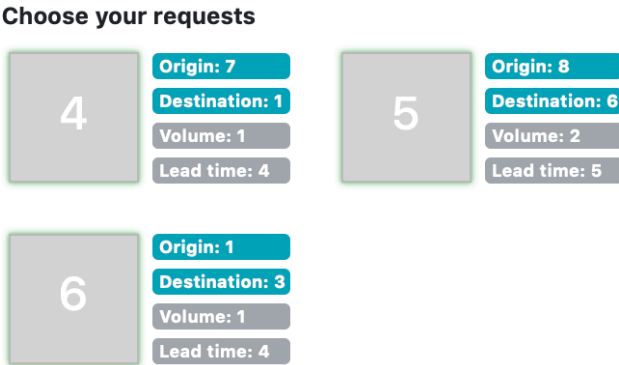 Choose your requests
4
Origin: 7
Destination: 1
Volume: 1
Lead time: 4
5
Origin: 8
Destination: 6
Volume: 2
Lead time: 5
6
Origin: 1
Destination: 3
Volume: 1
Lead time: 4